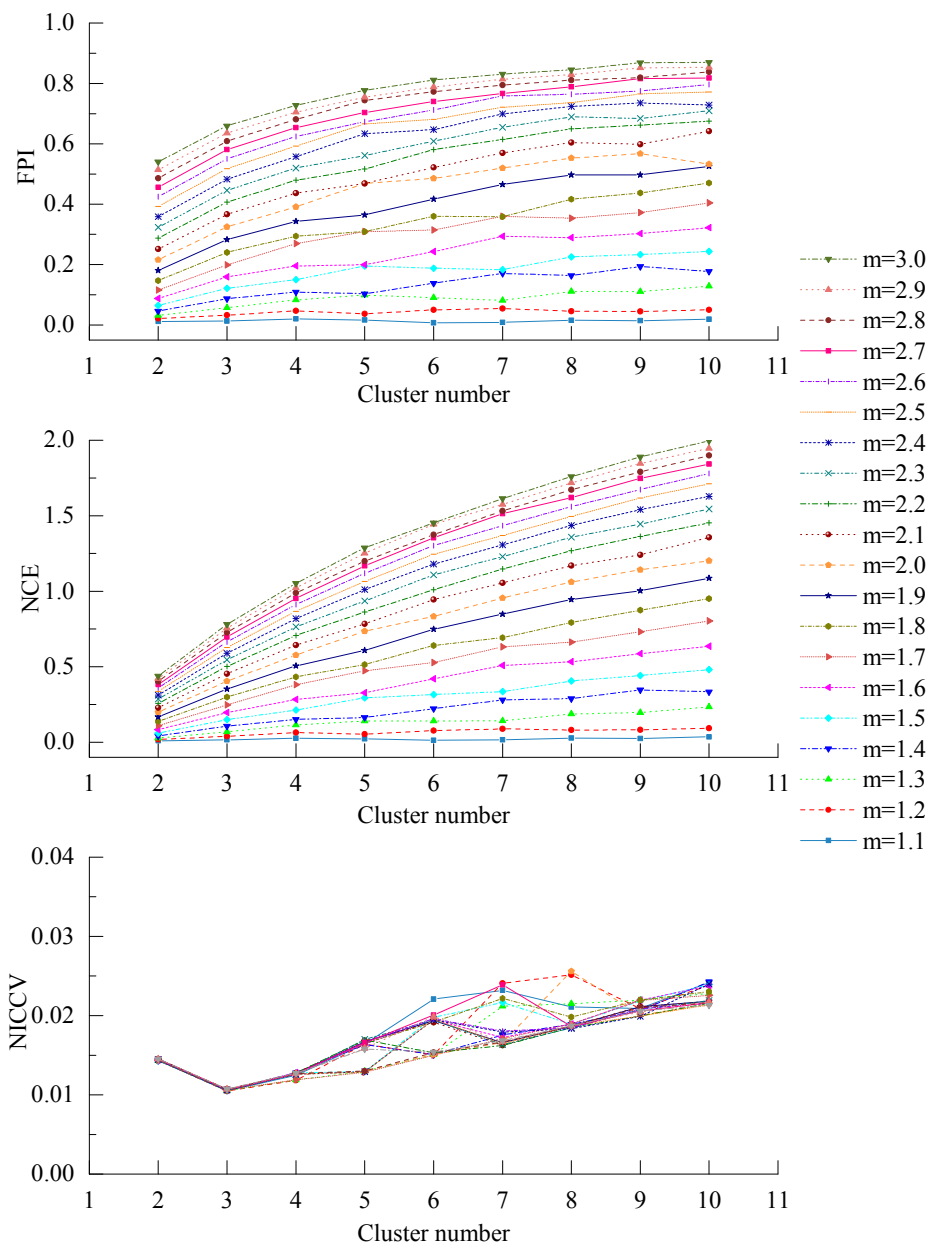 1.0
0.8
0.6
0.4
0.2
0.0
FPI
1 2 3 4 5 6 7 8 9 10 11
Cluster number
2.0
1.5
1.0
0.5
0.0
NCE
1 2 3 4 5 6 7 8 9 10 11
Cluster number
0.04
0.03
0.02
0.01
0.00
NICCV
1 2 3 4 5 6 7 8 9 10 11
Cluster number
m=3.0
m=2.9
m=2.8
m=2.7
m=2.6
m=2.5
m=2.4
m=2.3
m=2.2
m=2.1
m=2.0
m=1.9
m=1.8
m=1.7
m=1.6
m=1.5
m=1.4
m=1.3
m=1.2
m=1.1